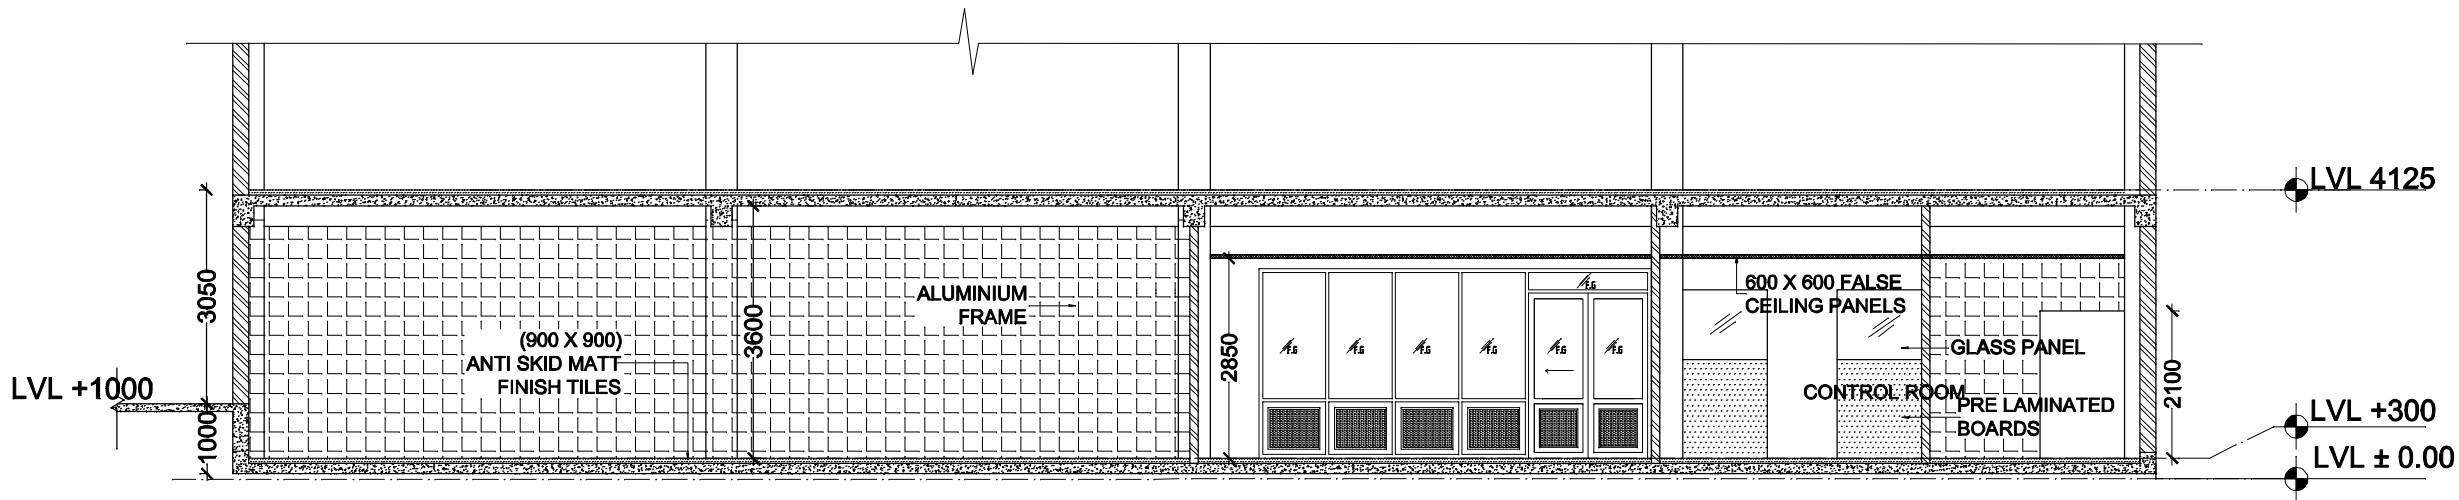 LVL 4125
3050
3600
ALUMINIUM
FRAME
(900 X 900)
ANTI SKID MATT
FINISH TILES
2850
F.G
F.G
F.G
F.G
F.G
F.G
F.G
600 X 600 FALSE
CEILING PANELS
GLASS PANEL
CONTROL ROOM
PRE LAMINATED
BOARDS
2100
LVL +1000
1000
LVL +300
LVL ± 0.00